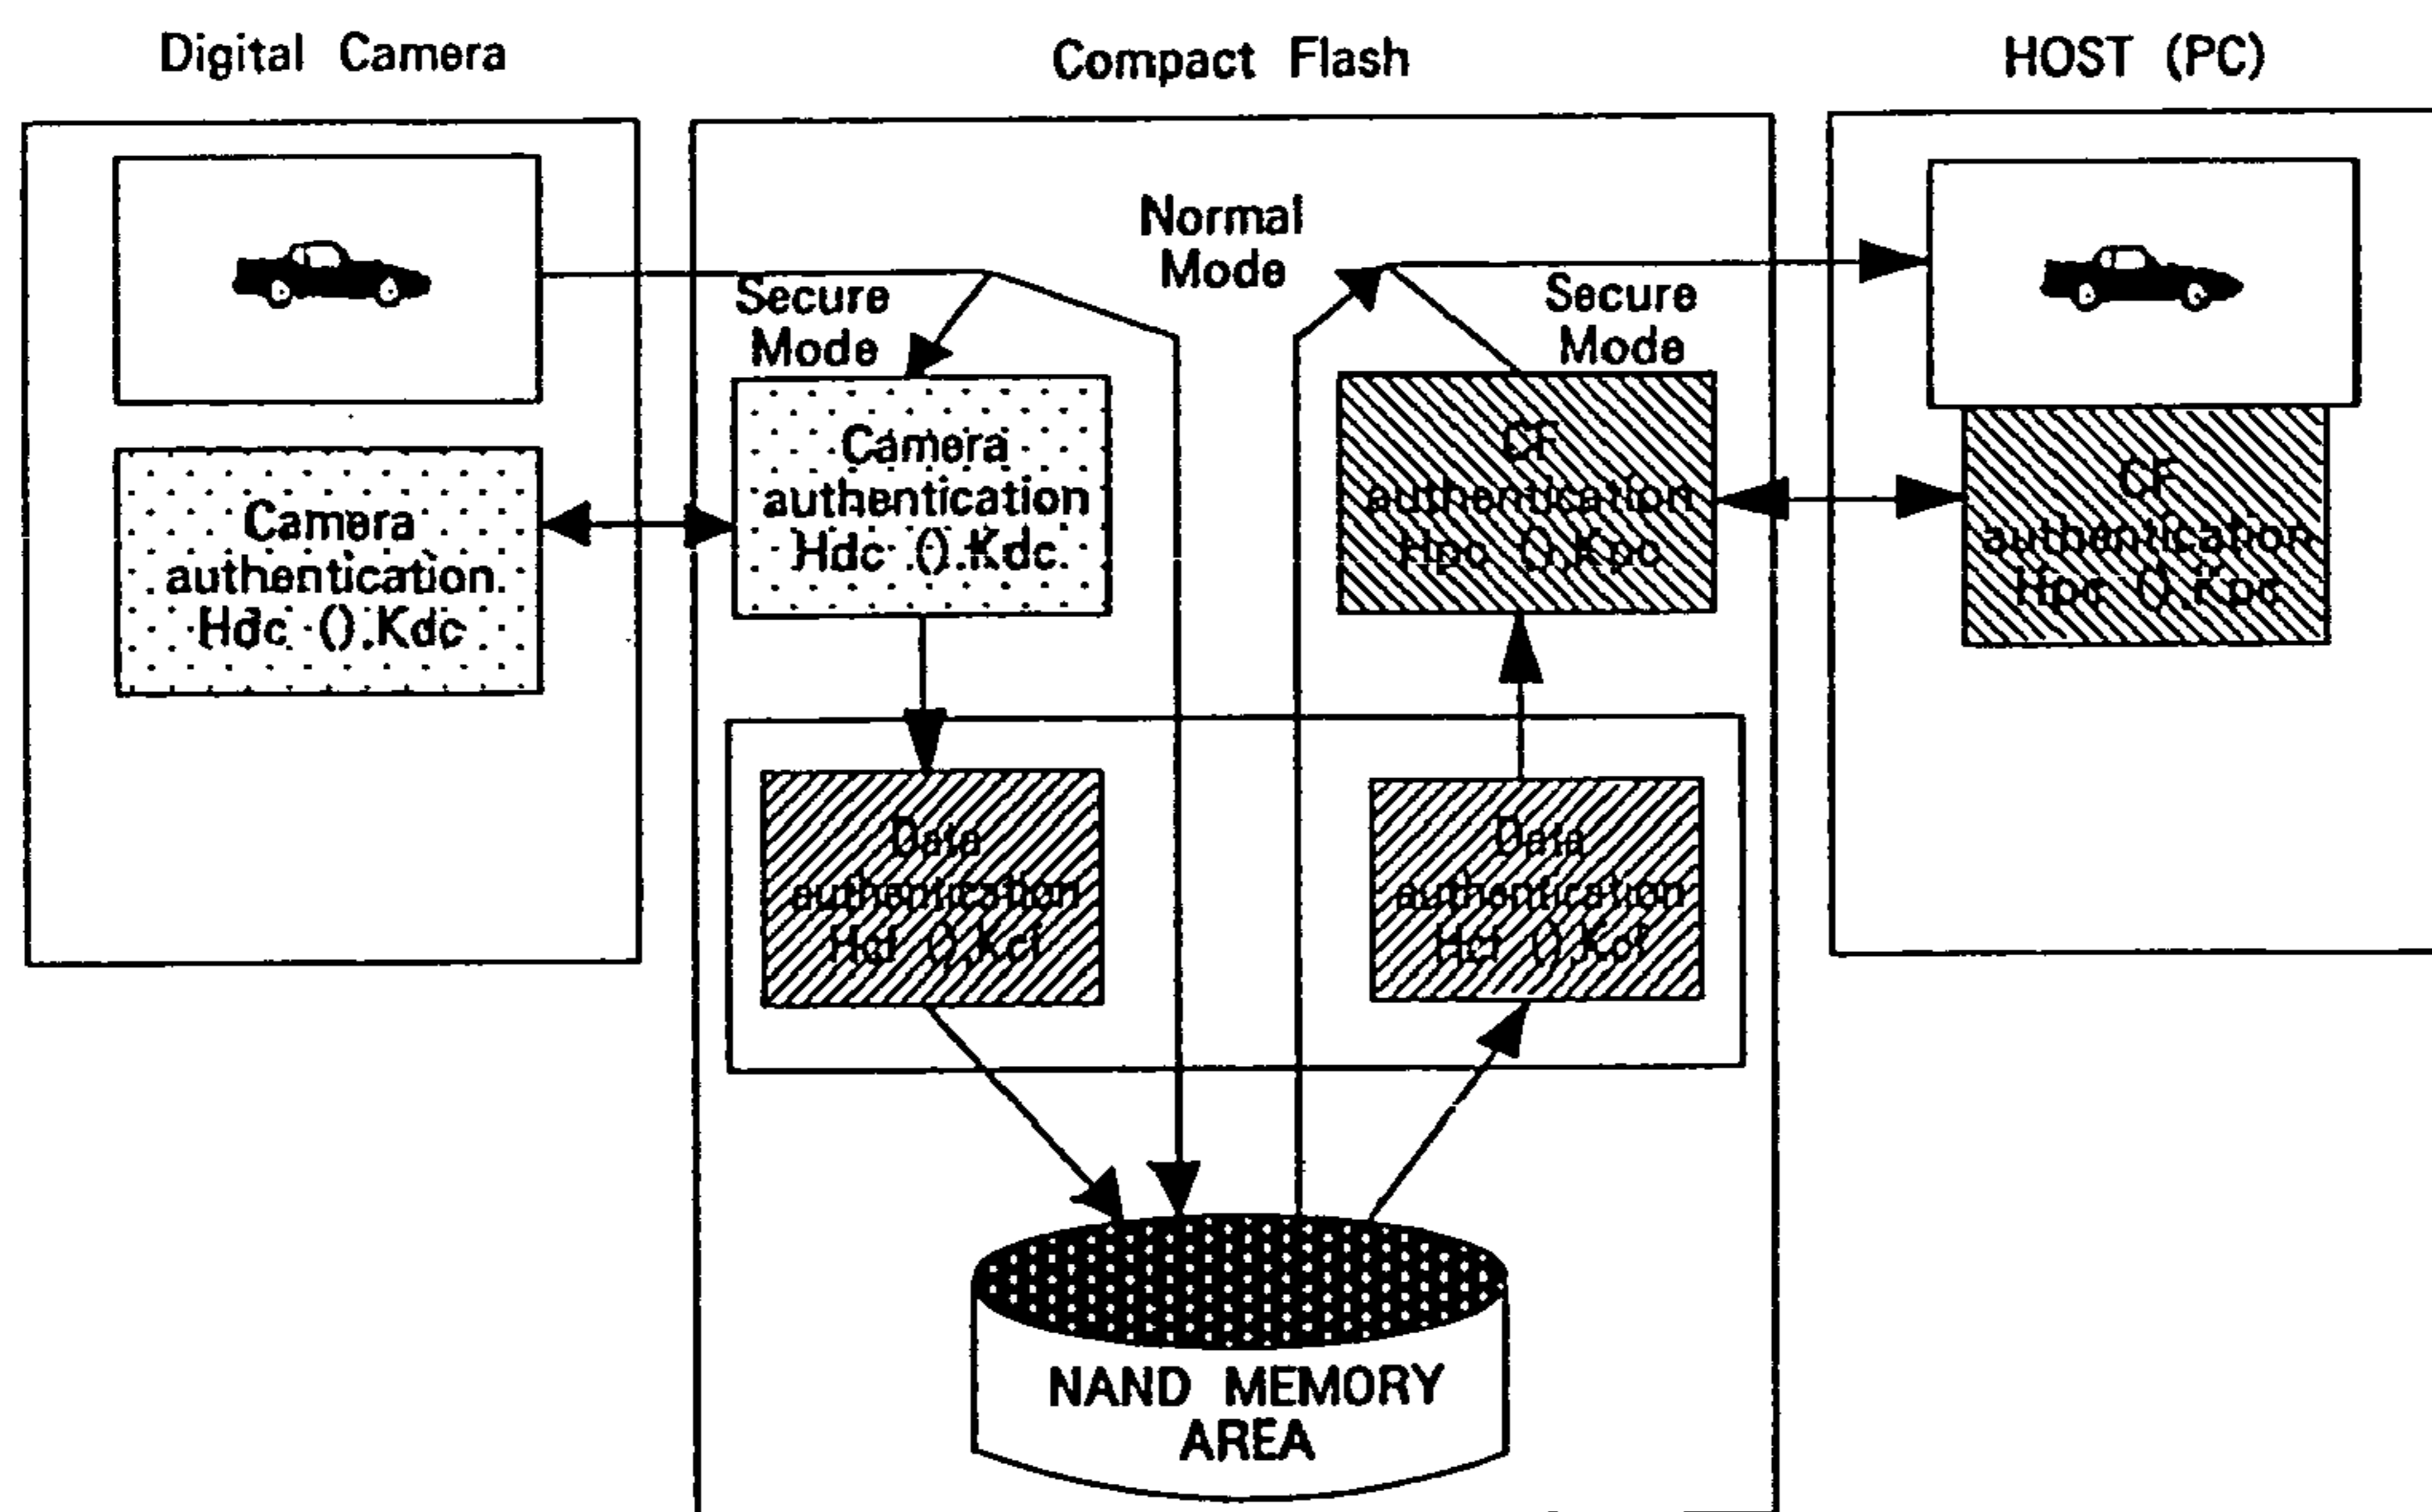 Digital Camera
Compact Flash
HOST (PC)
Normal
Mode
Secure
Mode
Secure
Mode
Camera
authentication
Hdc ().Kdc
Camera
authentication
Hdc ().Kdc
CF
authentication
Hpc ().Kpc
CF
authentication
Hpc ().Kpc
Data
authentication
Hcf ().Kcf
Data
authentication
Hcf ().Kcf
NAND MEMORY
AREA